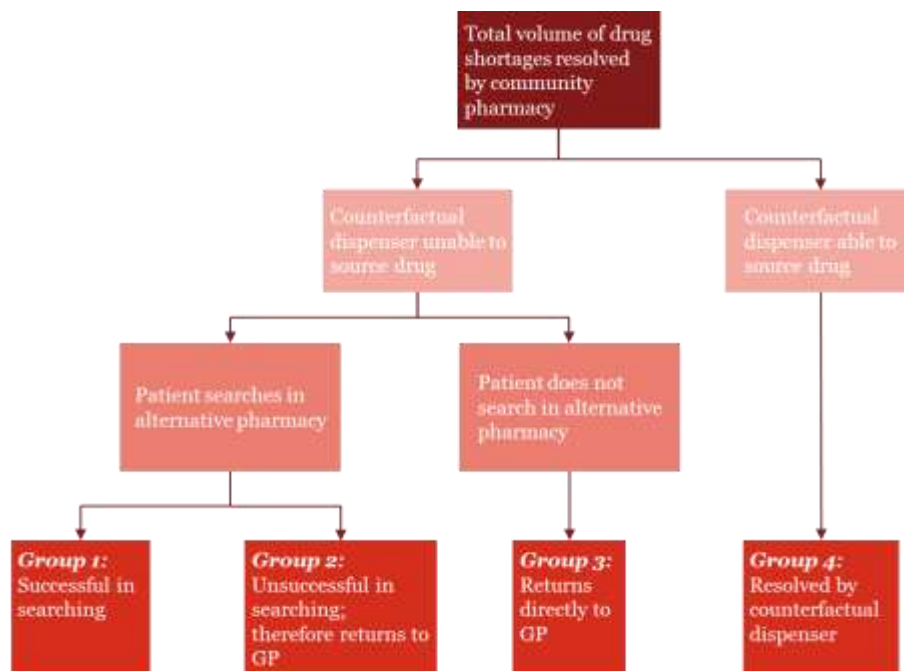 Total volume of drug
shortages resolved
by community
pharmacy
Counterfactual
dispenser unable to
source drug
Counterfactual
dispenser able to
source drug
Patient searches in
alternative pharmacy
Patient does not
search in alternative
pharmacy
Group 1:
Successful in
searching
Group 2:
Unsuccessful in
searching;
therefore returns to
GP
Group 3:
Returns
directly to
GP
Group 4:
Resolved by
counterfactual
dispenser